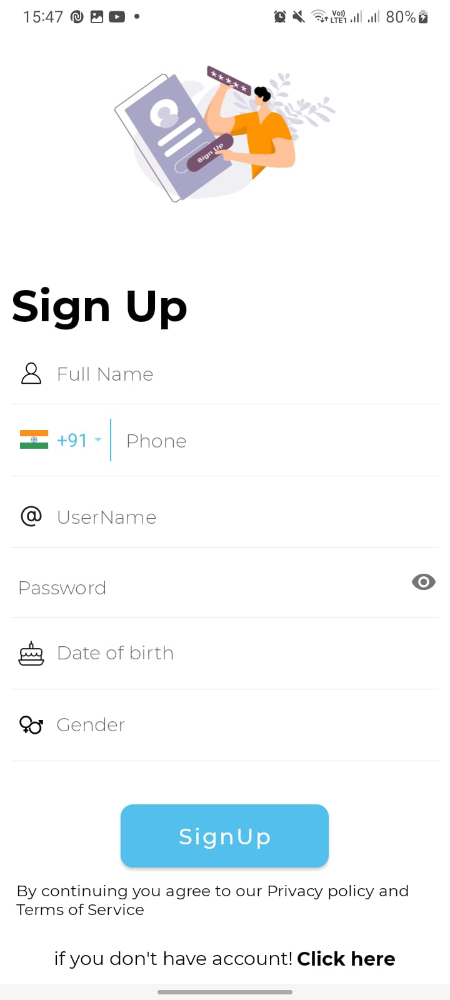 15:47 Vo)) LTE1 80%
*****
Sign UP
Sign Up
Full Name
+91 Phone
@ UserName
Password
Date of birth
Gender
SignUp
By continuing you agree to our Privacy policy and
Terms of Service
if you don't have account! Click here